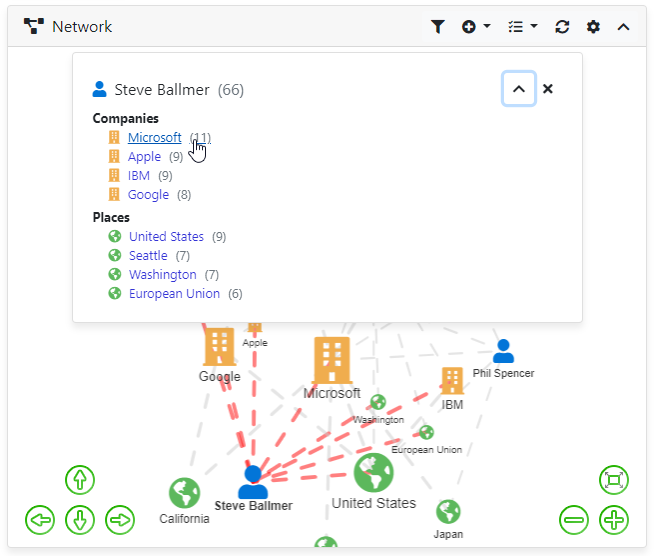 Network
Steve Ballmer (66)
Companies
Microsoft (11)
Apple (9)
IBM (9)
Google (8)
Places
United States (9)
Seattle (7)
Washington (7)
European Union (6)
Apple
Google
Microsoft
Phil Spencer
IBM
Washington
European Union
Steve Ballmer
United States
California
Japan